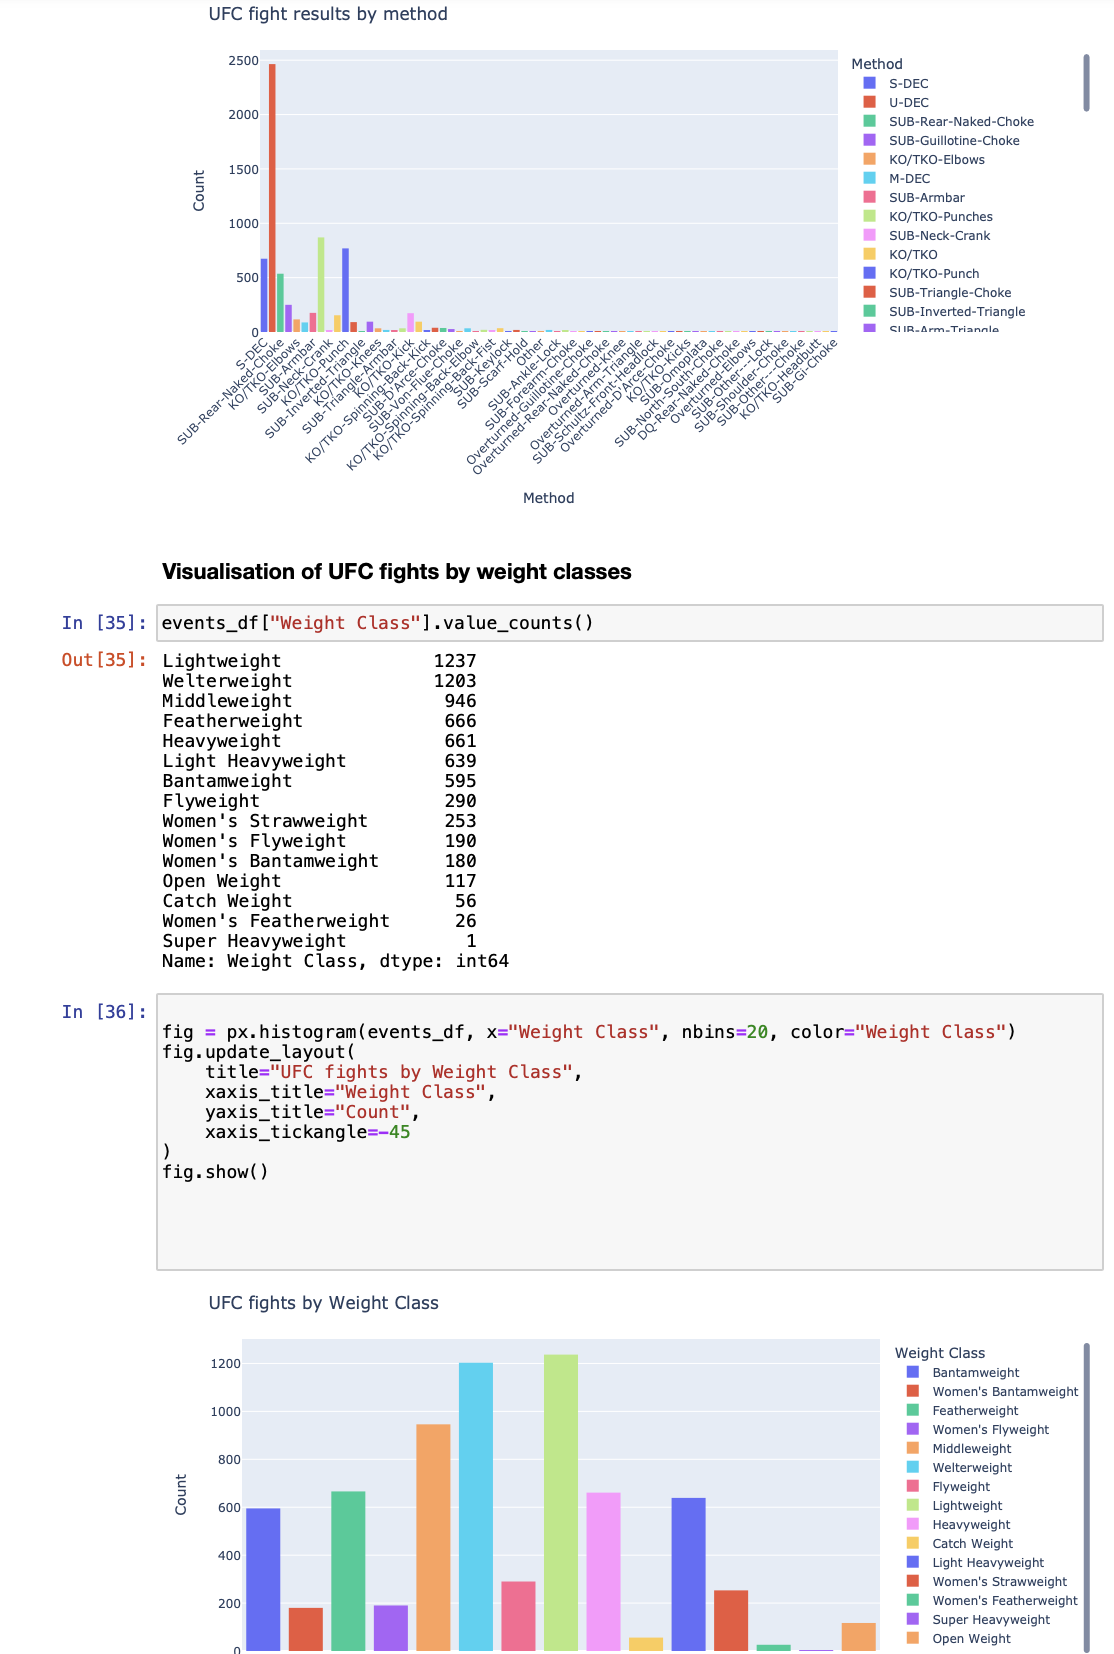 UFC fight results by method
2500
2000
1500
1000
500
0
Count
S-DEC
SUB-Rear-Naked-Choke
KO/TKO-Elbows
SUB-Armbar
SUB-Neck-Crank
KO/TKO-Punch
SUB-Inverted-Triangle
KO/TKO-Knees
SUB-Triangle-Armbar
KO/TKO-Kick
KO/TKO-Spinning-Back-Kick
SUB-D'Arce-Choke
SUB-Von-Flue-Choke
KO/TKO-Spinning-Back-Elbow
KO/TKO-Spinning-Back-Fist
SUB-Keylock
SUB-Scarf-Hold
SUB-Other
SUB-Ankle-Lock
SUB-Forearm-Choke
Overturned-Guillotine-Choke
Overturned-Rear-Naked-Choke
Overturned-Knee
Overturned-Arm-Triangle
SUB-Schultz-Front-Headlock
Overturned-D'Arce-Choke
KO/TKO-Kicks
SUB-Omoplata
SUB-North-South-Choke
DQ-Rear-Naked-Choke
Overturned-Elbows
SUB-Other---Lock
SUB-Shoulder-Choke
SUB-Other---Choke
KO/TKO-Headbutt
SUB-Gi-Choke
Method
Method
S-DEC
U-DEC
SUB-Rear-Naked-Choke
SUB-Guillotine-Choke
KO/TKO-Elbows
M-DEC
SUB-Armbar
KO/TKO-Punches
SUB-Neck-Crank
KO/TKO
KO/TKO-Punch
SUB-Triangle-Choke
SUB-Inverted-Triangle
SUB-Arm-Triangle
Visualisation of UFC fights by weight classes
In [35]: events_df["Weight Class"].value_counts()
Out[35]: Lightweight 1237
Welterweight 1203
Middleweight 946
Featherweight 666
Heavyweight 661
Light Heavyweight 639
Bantamweight 595
Flyweight 290
Women's Strawweight 253
Women's Flyweight 190
Women's Bantamweight 180
Open Weight 117
Catch Weight 56
Women's Featherweight 26
Super Heavyweight 1
Name: Weight Class, dtype: int64
In [36]:
fig = px.histogram(events_df, x="Weight Class", nbins=20, color="Weight Class")
fig.update_layout(
    title="UFC fights by Weight Class",
    xaxis_title="Weight Class",
    yaxis_title="Count",
    xaxis_tickangle=-45
)
fig.show()
UFC fights by Weight Class
1200
1000
800
600
400
200
0
Count
Weight Class
Bantamweight
Women's Bantamweight
Featherweight
Women's Flyweight
Middleweight
Welterweight
Flyweight
Lightweight
Heavyweight
Catch Weight
Light Heavyweight
Women's Strawweight
Women's Featherweight
Super Heavyweight
Open Weight